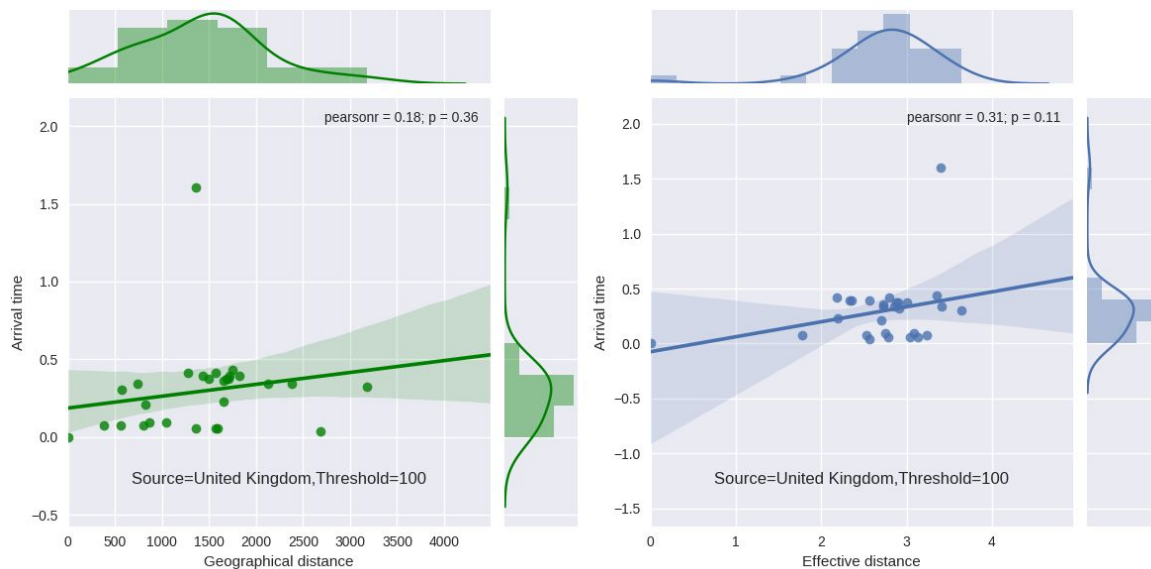 pearsonr = 0.18; p = 0.36
2.0
1.5
1.0
0.5
0.0
−0.5
Arrival time
Source=United Kingdom,Threshold=100
0 500 1000 1500 2000 2500 3000 3500 4000
Geographical distance
pearsonr = 0.31; p = 0.11
2.0
1.5
1.0
0.5
0.0
−0.5
−1.0
−1.5
Arrival time
Source=United Kingdom,Threshold=100
0 1 2 3 4
Effective distance